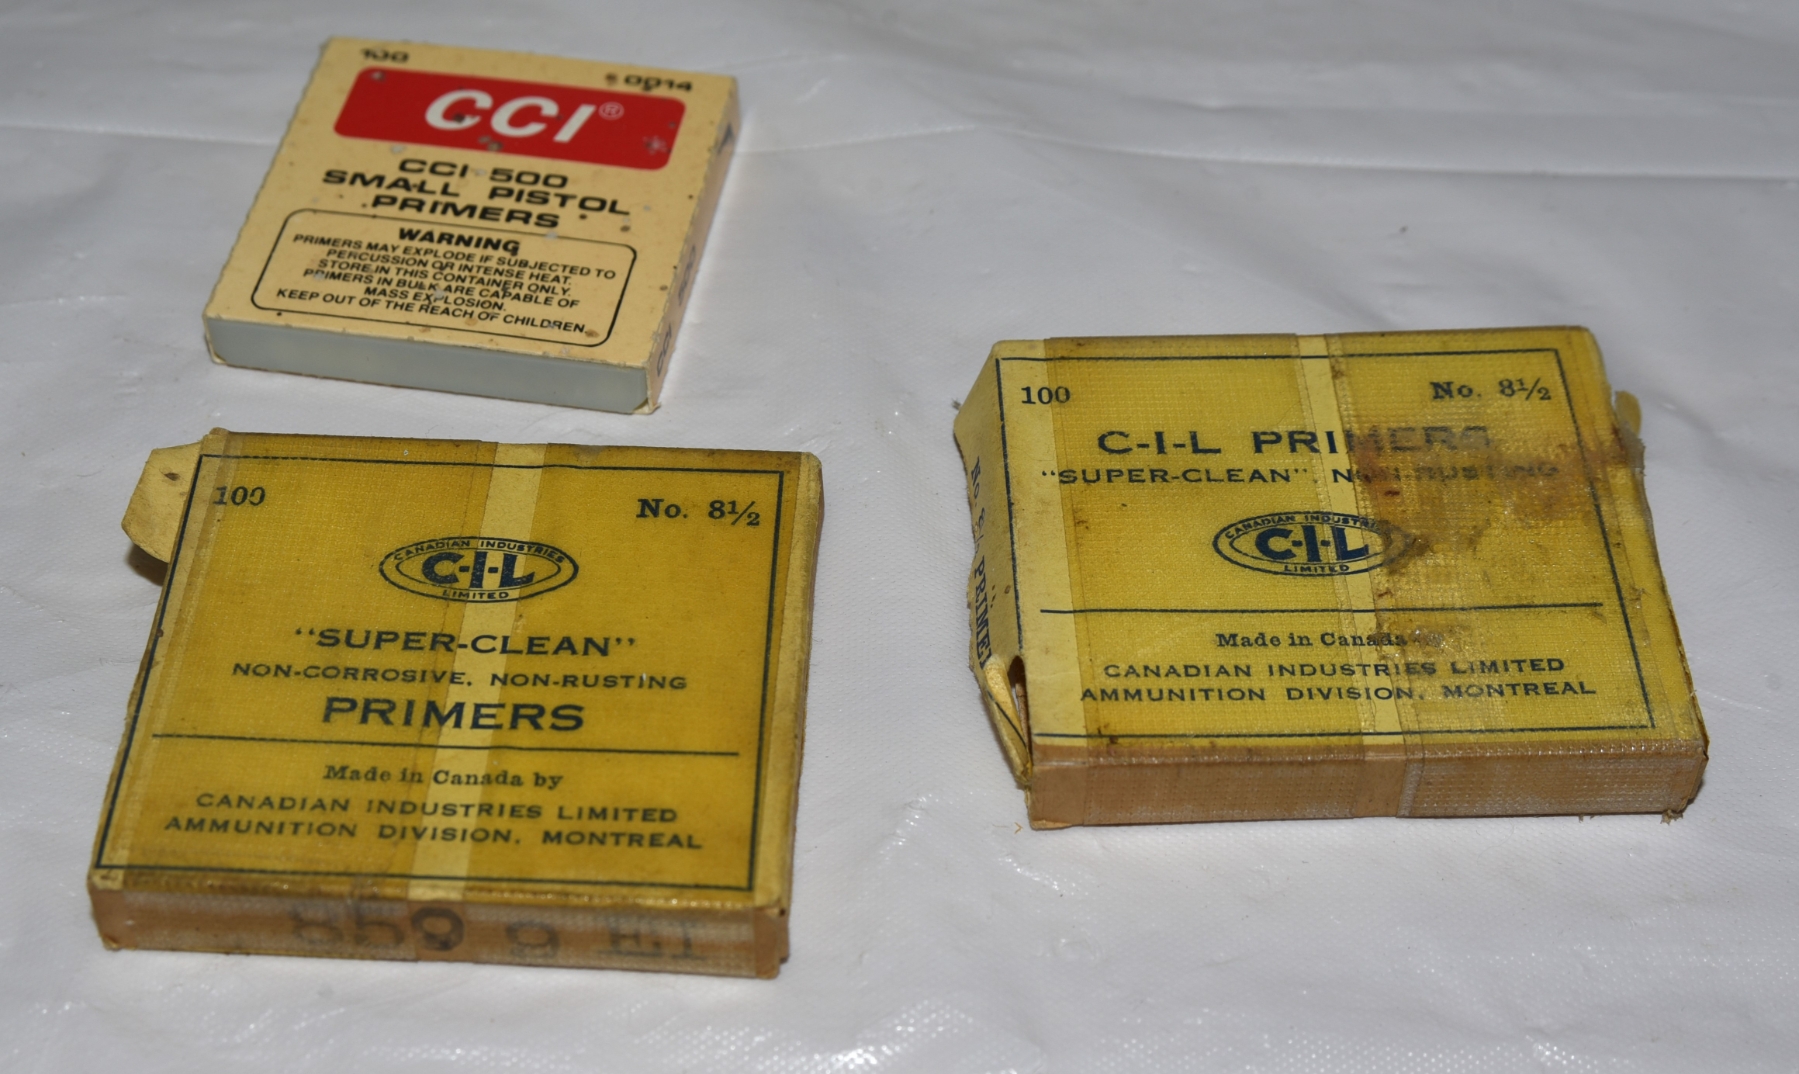 100
0014
CCI®
CCI 500
SMALL PISTOL
PRIMERS
WARNING
PRIMERS MAY EXPLODE IF SUBJECTED TO
PERCUSSION OR INTENSE HEAT.
STORE IN THIS CONTAINER ONLY.
PRIMERS IN BULK ARE CAPABLE OF
MASS EXPLOSION.
KEEP OUT OF THE REACH OF CHILDREN.
100
No. 8½
CANADIAN INDUSTRIES
C-I-L
LIMITED
“SUPER-CLEAN”
NON-CORROSIVE, NON-RUSTING
PRIMERS
Made in Canada by
CANADIAN INDUSTRIES LIMITED
AMMUNITION DIVISION, MONTREAL
100
No. 8½
C-I-L PRIMERS
“SUPER-CLEAN”, NON-RUSTING
CANADIAN INDUSTRIES
C-I-L
LIMITED
Made in Canada by
CANADIAN INDUSTRIES LIMITED
AMMUNITION DIVISION, MONTREAL